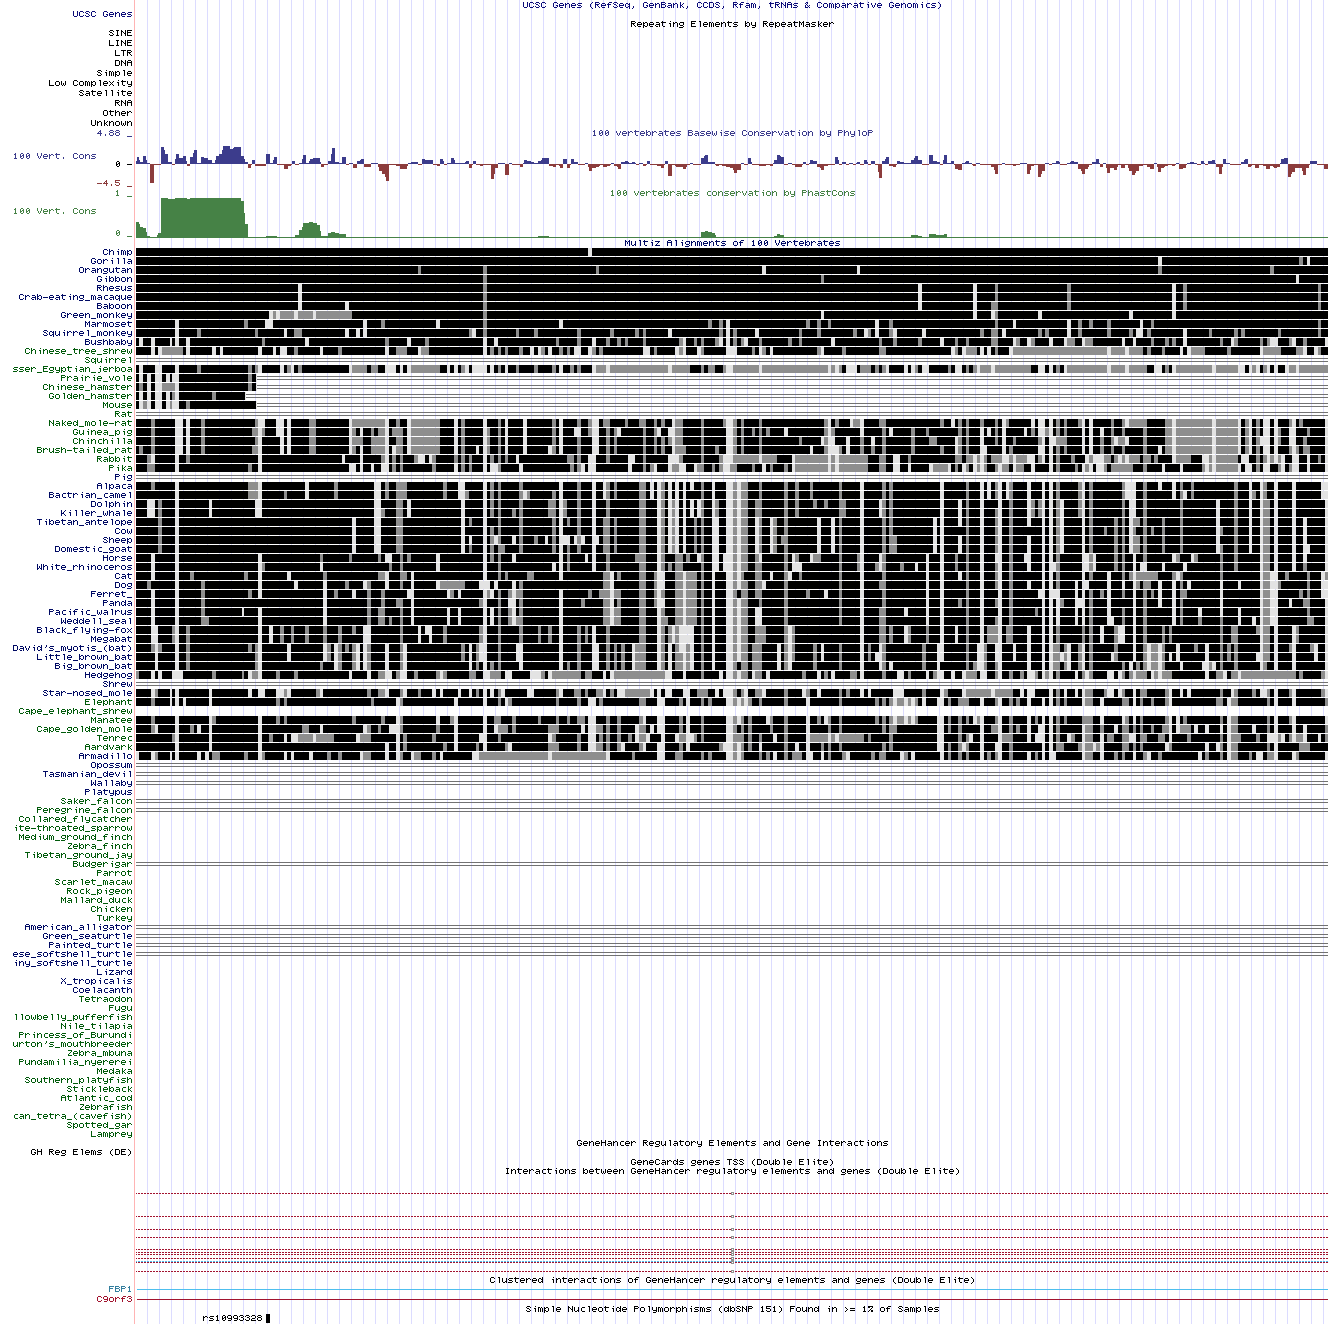 UCSC Genes (RefSeq, GenBank, CCDS, Rfam, tRNAs & Comparative Genomics)
UCSC Genes
Repeating Elements by RepeatMasker
SINE
LINE
LTR
DNA
Simple
Low Complexity
Satellite
RNA
Other
Unknown
4.88 _
100 vertebrates Basewise Conservation by PhyloP
100 Vert. Cons
0 _
-4.5 _
1 _
100 vertebrates conservation by PhastCons
100 Vert. Cons
0 _
Multiz Alignments of 100 Vertebrates
Chimp
Gorilla
Orangutan
Gibbon
Rhesus
Crab-eating_macaque
Baboon
Green_monkey
Marmoset
Squirrel_monkey
Bushbaby
Chinese_tree_shrew
Squirrel
sser_Egyptian_jerboa
Prairie_vole
Chinese_hamster
Golden_hamster
Mouse
Rat
Naked_mole-rat
Guinea_pig
Chinchilla
Brush-tailed_rat
Rabbit
Pika
Pig
Alpaca
Bactrian_camel
Dolphin
Killer_whale
Tibetan_antelope
Cow
Sheep
Domestic_goat
Horse
White_rhinoceros
Cat
Dog
Ferret_
Panda
Pacific_walrus
Weddell_seal
Black_flying-fox
Megabat
David's_myotis_(bat)
Little_brown_bat
Big_brown_bat
Hedgehog
Shrew
Star-nosed_mole
Elephant
Cape_elephant_shrew
Manatee
Cape_golden_mole
Tenrec
Aardvark
Armadillo
Opossum
Tasmanian_devil
Wallaby
Platypus
Saker_falcon
Peregrine_falcon
Collared_flycatcher
ite-throated_sparrow
Medium_ground_finch
Zebra_finch
Tibetan_ground_jay
Budgerigar
Parrot
Scarlet_macaw
Rock_pigeon
Mallard_duck
Chicken
Turkey
American_alligator
Green_seaturtle
Painted_turtle
ese_softshell_turtle
iny_softshell_turtle
Lizard
X_tropicalis
Coelacanth
Tetraodon
Fugu
llowbelly_pufferfish
Nile_tilapia
Princess_of_Burundi
urton's_mouthbreeder
Zebra_mbuna
Pundamilia_nyererei
Medaka
Southern_platyfish
Stickleback
Atlantic_cod
Zebrafish
can_tetra_(cavefish)
Spotted_gar
Lamprey
GeneHancer Regulatory Elements and Gene Interactions
GH Reg Elems (DE)
GeneCards genes TSS (Double Elite)
Interactions between GeneHancer regulatory elements and genes (Double Elite)
Clustered interactions of GeneHancer regulatory elements and genes (Double Elite)
FBP1
C9orf3
Simple Nucleotide Polymorphisms (dbSNP 151) Found in >= 1% of Samples
rs10993328